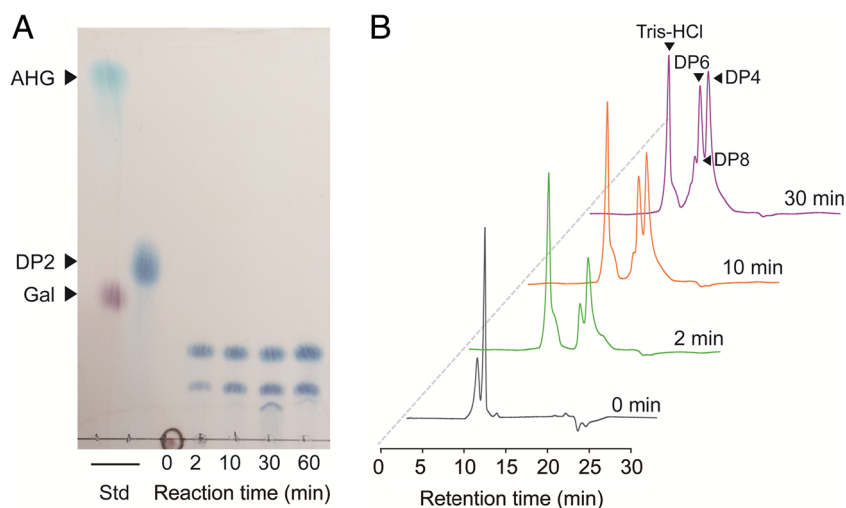 A
AHG
DP2
Gal
0 2 10 30 60
Std Reaction time (min)
B
Tris-HCl
DP6
DP4
DP8
30 min
10 min
2 min
0 min
0 5 10 15 20 25 30
Retention time (min)